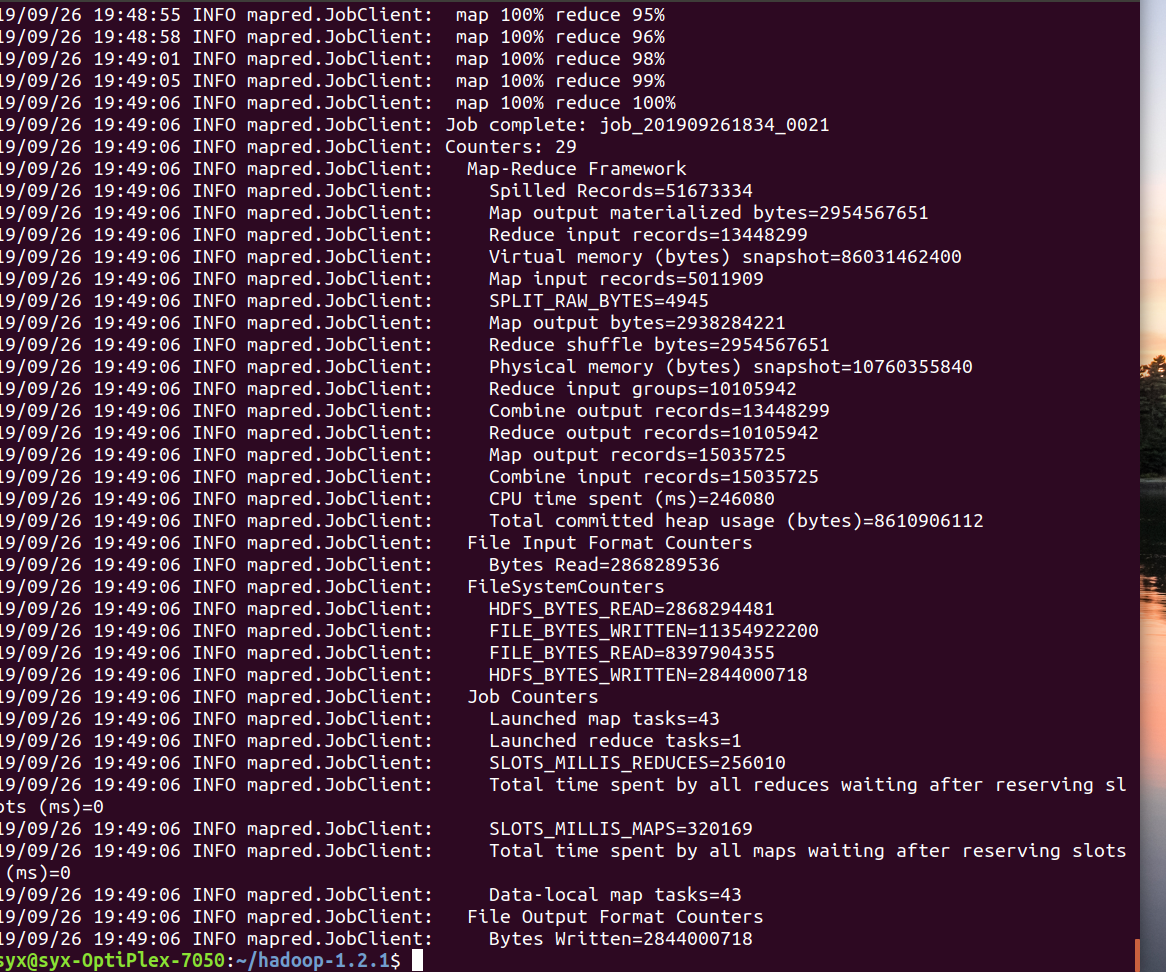 19/09/26 19:48:55 INFO mapred.JobClient:  map 100% reduce 95%
19/09/26 19:48:58 INFO mapred.JobClient:  map 100% reduce 96%
19/09/26 19:49:01 INFO mapred.JobClient:  map 100% reduce 98%
19/09/26 19:49:05 INFO mapred.JobClient:  map 100% reduce 99%
19/09/26 19:49:06 INFO mapred.JobClient:  map 100% reduce 100%
19/09/26 19:49:06 INFO mapred.JobClient: Job complete: job_201909261834_0021
19/09/26 19:49:06 INFO mapred.JobClient: Counters: 29
19/09/26 19:49:06 INFO mapred.JobClient:   Map-Reduce Framework
19/09/26 19:49:06 INFO mapred.JobClient:     Spilled Records=51673334
19/09/26 19:49:06 INFO mapred.JobClient:     Map output materialized bytes=2954567651
19/09/26 19:49:06 INFO mapred.JobClient:     Reduce input records=13448299
19/09/26 19:49:06 INFO mapred.JobClient:     Virtual memory (bytes) snapshot=86031462400
19/09/26 19:49:06 INFO mapred.JobClient:     Map input records=5011909
19/09/26 19:49:06 INFO mapred.JobClient:     SPLIT_RAW_BYTES=4945
19/09/26 19:49:06 INFO mapred.JobClient:     Map output bytes=2938284221
19/09/26 19:49:06 INFO mapred.JobClient:     Reduce shuffle bytes=2954567651
19/09/26 19:49:06 INFO mapred.JobClient:     Physical memory (bytes) snapshot=10760355840
19/09/26 19:49:06 INFO mapred.JobClient:     Reduce input groups=10105942
19/09/26 19:49:06 INFO mapred.JobClient:     Combine output records=13448299
19/09/26 19:49:06 INFO mapred.JobClient:     Reduce output records=10105942
19/09/26 19:49:06 INFO mapred.JobClient:     Map output records=15035725
19/09/26 19:49:06 INFO mapred.JobClient:     Combine input records=15035725
19/09/26 19:49:06 INFO mapred.JobClient:     CPU time spent (ms)=246080
19/09/26 19:49:06 INFO mapred.JobClient:     Total committed heap usage (bytes)=8610906112
19/09/26 19:49:06 INFO mapred.JobClient:   File Input Format Counters
19/09/26 19:49:06 INFO mapred.JobClient:     Bytes Read=2868289536
19/09/26 19:49:06 INFO mapred.JobClient:   FileSystemCounters
19/09/26 19:49:06 INFO mapred.JobClient:     HDFS_BYTES_READ=2868294481
19/09/26 19:49:06 INFO mapred.JobClient:     FILE_BYTES_WRITTEN=11354922200
19/09/26 19:49:06 INFO mapred.JobClient:     FILE_BYTES_READ=8397904355
19/09/26 19:49:06 INFO mapred.JobClient:     HDFS_BYTES_WRITTEN=2844000718
19/09/26 19:49:06 INFO mapred.JobClient:   Job Counters
19/09/26 19:49:06 INFO mapred.JobClient:     Launched map tasks=43
19/09/26 19:49:06 INFO mapred.JobClient:     Launched reduce tasks=1
19/09/26 19:49:06 INFO mapred.JobClient:     SLOTS_MILLIS_REDUCES=256010
19/09/26 19:49:06 INFO mapred.JobClient:     Total time spent by all reduces waiting after reserving sl
ots (ms)=0
19/09/26 19:49:06 INFO mapred.JobClient:     SLOTS_MILLIS_MAPS=320169
19/09/26 19:49:06 INFO mapred.JobClient:     Total time spent by all maps waiting after reserving slots
 (ms)=0
19/09/26 19:49:06 INFO mapred.JobClient:     Data-local map tasks=43
19/09/26 19:49:06 INFO mapred.JobClient:   File Output Format Counters
19/09/26 19:49:06 INFO mapred.JobClient:     Bytes Written=2844000718
syx@syx-OptiPlex-7050:~/hadoop-1.2.1$